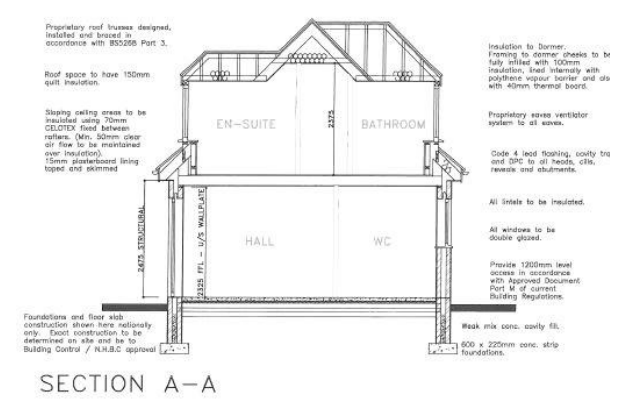 Proprietary roof trusses designed,
installed and braced in
accordance with BS5268 Part 3.
Roof space to have 150mm
quilt insulation.
Sloping ceiling areas to be
insulated using 70mm
CELOTEX fixed between
rafters. (Min. 50mm clear
air flow to be maintained
over insulation).
15mm plasterboard lining
taped and skimmed
EN-SUITE
2375
BATHROOM
2475 STRUCTURAL
2325 FFL - U/S WALLPLATE
HALL
WC
Insulation to Dormer.
Framing to dormer cheeks to be
fully infilled with 100mm
insulation, lined internally with
polythene vapour barrier and als
with 40mm thermal board.
Proprietary eaves ventilator
system to all eaves.
Code 4 lead flashing, cavity tra
and DPC to all heads, cills,
reveals and abutments.
All lintels to be insulated.
All windows to be
double glazed.
Provide 1200mm level
access in accordance
with Approved Document
Part M of current
Building Regulations.
Weak mix conc. cavity fill.
600 x 225mm conc. strip
foundations.
Foundations and floor slab
construction shown here notionally
only. Exact construction to be
determined on site and be to
Building Control / N.H.B.C approval
SECTION A-A